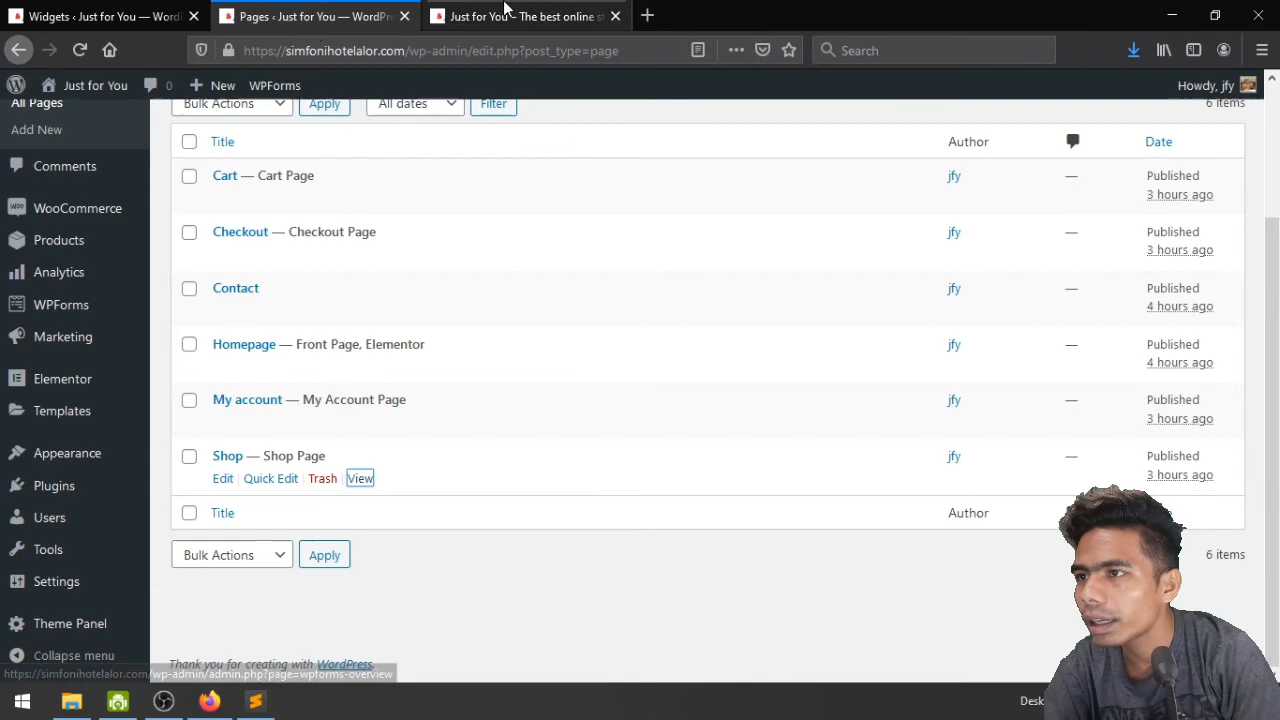 Widgets ‹ Just for You — Word
Pages ‹ Just for You — WordPre
Just for You – The best online s
https://simfonihotelalor.com/wp-admin/edit.php?post_type=page
Search
Just for You
0
New
WPForms
Howdy, jfy
All Pages
Add New
Comments
WooCommerce
Products
Analytics
WPForms
Marketing
Elementor
Templates
Appearance
Plugins
Users
Tools
Settings
Theme Panel
Collapse menu
Bulk Actions
Apply
All dates
Filter
6 items
Title
Author
Date
Cart — Cart Page
jfy
—
Published
3 hours ago
Checkout — Checkout Page
jfy
—
Published
3 hours ago
Contact
jfy
—
Published
4 hours ago
Homepage — Front Page, Elementor
jfy
—
Published
4 hours ago
My account — My Account Page
jfy
—
Published
3 hours ago
Shop — Shop Page
Edit | Quick Edit | Trash | View
jfy
—
Published
3 hours ago
Title
Author
Bulk Actions
Apply
6 items
Thank you for creating with WordPress.
https://simfonihotelalor.com/wp-admin/admin.php?page=wpforms-overview
Desk